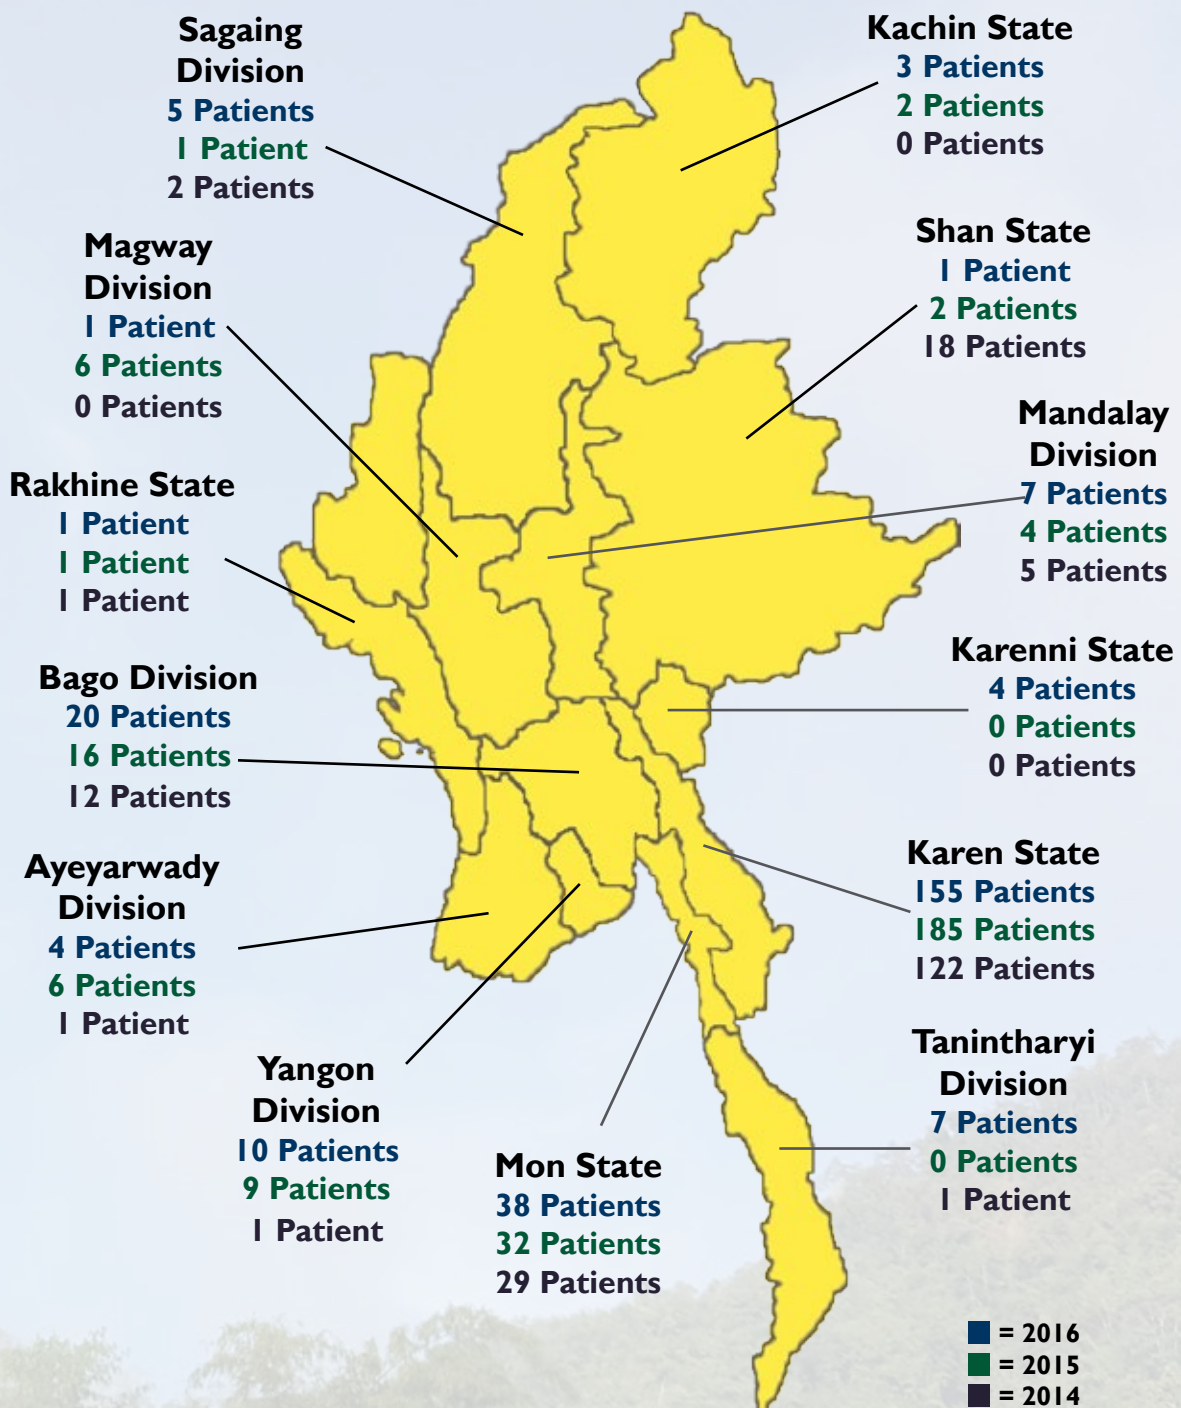 Sagaing
Division
5 Patients
1 Patient
2 Patients
Kachin State
3 Patients
2 Patients
0 Patients
Magway
Division
1 Patient
6 Patients
0 Patients
Shan State
1 Patient
2 Patients
18 Patients
Mandalay
Division
7 Patients
4 Patients
5 Patients
Rakhine State
1 Patient
1 Patient
1 Patient
Karenni State
4 Patients
0 Patients
0 Patients
Bago Division
20 Patients
16 Patients
12 Patients
Ayeyarwady
Division
4 Patients
6 Patients
1 Patient
Karen State
155 Patients
185 Patients
122 Patients
Yangon
Division
10 Patients
9 Patients
1 Patient
Mon State
38 Patients
32 Patients
29 Patients
Tanintharyi
Division
7 Patients
0 Patients
1 Patient
= 2016
= 2015
= 2014